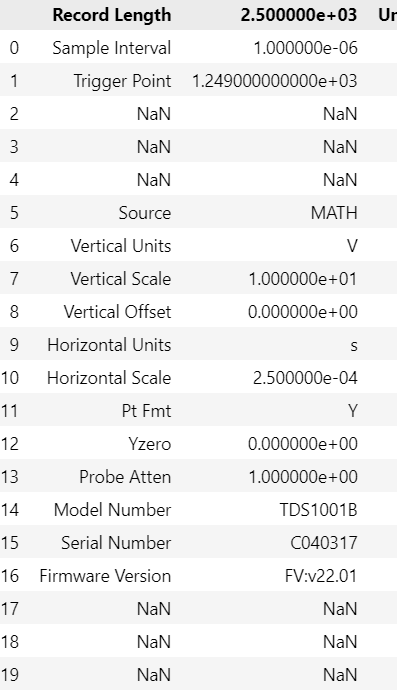 Record Length 2.500000e+03 Un
0 Sample Interval 1.000000e-06
1 Trigger Point 1.249000000000e+03
2 NaN NaN
3 NaN NaN
4 NaN NaN
5 Source MATH
6 Vertical Units V
7 Vertical Scale 1.000000e+01
8 Vertical Offset 0.000000e+00
9 Horizontal Units s
10 Horizontal Scale 2.500000e-04
11 Pt Fmt Y
12 Yzero 0.000000e+00
13 Probe Atten 1.000000e+00
14 Model Number TDS1001B
15 Serial Number C040317
16 Firmware Version FV:v22.01
17 NaN NaN
18 NaN NaN
19 NaN NaN